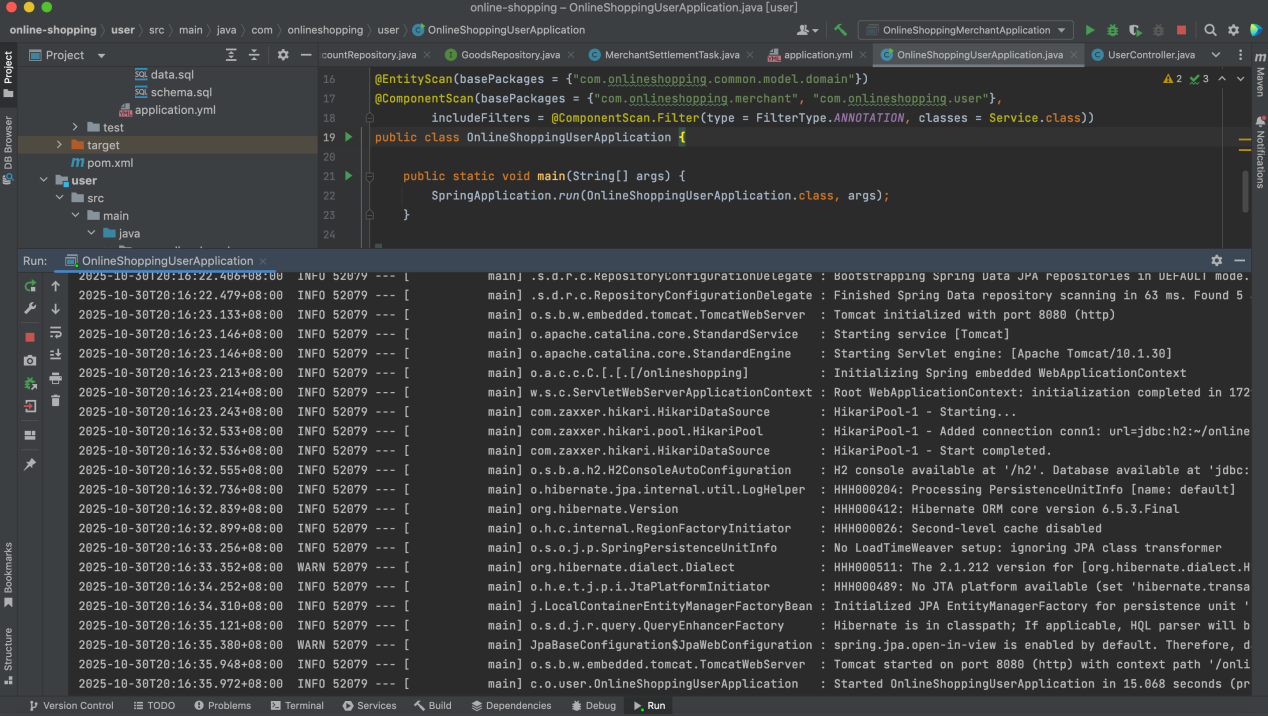 online-shopping – OnlineShoppingUserApplication.java [user]
online-shopping > user > src > main > java > com > onlineshopping > user > OnlineShoppingUserApplication
OnlineShoppingMerchantApplication
Project
countRepository.java
GoodsRepository.java
MerchantSettlementTask.java
application.yml
OnlineShoppingUserApplication.java
UserController.java
Project
DB Browser
Bookmarks
Structure
Maven
Notifications
data.sql
schema.sql
application.yml
test
target
pom.xml
user
src
main
java
16 @EntityScan(basePackages = {"com.onlineshopping.common.model.domain"})
17 @ComponentScan(basePackages = {"com.onlineshopping.merchant", "com.onlineshopping.user"},
18 includeFilters = @ComponentScan.Filter(type = FilterType.ANNOTATION, classes = Service.class))
19 public class OnlineShoppingUserApplication {
20
21 public static void main(String[] args) {
22 SpringApplication.run(OnlineShoppingUserApplication.class, args);
23 }
24
2 3
Run: OnlineShoppingUserApplication
2025-10-30T20:16:22.406+08:00 INFO 52079 --- [ main] .s.d.r.c.RepositoryConfigurationDelegate : Bootstrapping Spring Data JPA repositories in DEFAULT mode.
2025-10-30T20:16:22.479+08:00 INFO 52079 --- [ main] .s.d.r.c.RepositoryConfigurationDelegate : Finished Spring Data repository scanning in 63 ms. Found 5
2025-10-30T20:16:23.133+08:00 INFO 52079 --- [ main] o.s.b.w.embedded.tomcat.TomcatWebServer : Tomcat initialized with port 8080 (http)
2025-10-30T20:16:23.146+08:00 INFO 52079 --- [ main] o.apache.catalina.core.StandardService : Starting service [Tomcat]
2025-10-30T20:16:23.146+08:00 INFO 52079 --- [ main] o.apache.catalina.core.StandardEngine : Starting Servlet engine: [Apache Tomcat/10.1.30]
2025-10-30T20:16:23.213+08:00 INFO 52079 --- [ main] o.a.c.c.C.[.[.[/onlineshopping] : Initializing Spring embedded WebApplicationContext
2025-10-30T20:16:23.214+08:00 INFO 52079 --- [ main] w.s.c.ServletWebServerApplicationContext : Root WebApplicationContext: initialization completed in 172
2025-10-30T20:16:23.243+08:00 INFO 52079 --- [ main] com.zaxxer.hikari.HikariDataSource : HikariPool-1 - Starting...
2025-10-30T20:16:32.533+08:00 INFO 52079 --- [ main] com.zaxxer.hikari.pool.HikariPool : HikariPool-1 - Added connection conn1: url=jdbc:h2:~/online
2025-10-30T20:16:32.536+08:00 INFO 52079 --- [ main] com.zaxxer.hikari.HikariDataSource : HikariPool-1 - Start completed.
2025-10-30T20:16:32.555+08:00 INFO 52079 --- [ main] o.s.b.a.h2.H2ConsoleAutoConfiguration : H2 console available at '/h2'. Database available at 'jdbc:
2025-10-30T20:16:32.736+08:00 INFO 52079 --- [ main] o.hibernate.jpa.internal.util.LogHelper : HHH000204: Processing PersistenceUnitInfo [name: default]
2025-10-30T20:16:32.839+08:00 INFO 52079 --- [ main] org.hibernate.Version : HHH000412: Hibernate ORM core version 6.5.3.Final
2025-10-30T20:16:32.899+08:00 INFO 52079 --- [ main] o.h.c.internal.RegionFactoryInitiator : HHH000026: Second-level cache disabled
2025-10-30T20:16:33.256+08:00 INFO 52079 --- [ main] o.s.o.j.p.SpringPersistenceUnitInfo : No LoadTimeWeaver setup: ignoring JPA class transformer
2025-10-30T20:16:33.352+08:00 WARN 52079 --- [ main] org.hibernate.dialect.Dialect : HHH000511: The 2.1.212 version for [org.hibernate.dialect.H
2025-10-30T20:16:34.252+08:00 INFO 52079 --- [ main] o.h.e.t.j.p.i.JtaPlatformInitiator : HHH000489: No JTA platform available (set 'hibernate.transa
2025-10-30T20:16:34.310+08:00 INFO 52079 --- [ main] j.LocalContainerEntityManagerFactoryBean : Initialized JPA EntityManagerFactory for persistence unit '
2025-10-30T20:16:35.121+08:00 INFO 52079 --- [ main] o.s.d.j.r.query.QueryEnhancerFactory : Hibernate is in classpath; If applicable, HQL parser will b
2025-10-30T20:16:35.380+08:00 WARN 52079 --- [ main] JpaBaseConfiguration$JpaWebConfiguration : spring.jpa.open-in-view is enabled by default. Therefore, d
2025-10-30T20:16:35.948+08:00 INFO 52079 --- [ main] o.s.b.w.embedded.tomcat.TomcatWebServer : Tomcat started on port 8080 (http) with context path '/onli
2025-10-30T20:16:35.972+08:00 INFO 52079 --- [ main] c.o.user.OnlineShoppingUserApplication : Started OnlineShoppingUserApplication in 15.068 seconds (pr
Version Control TODO Problems Terminal Services Build Dependencies Debug Run